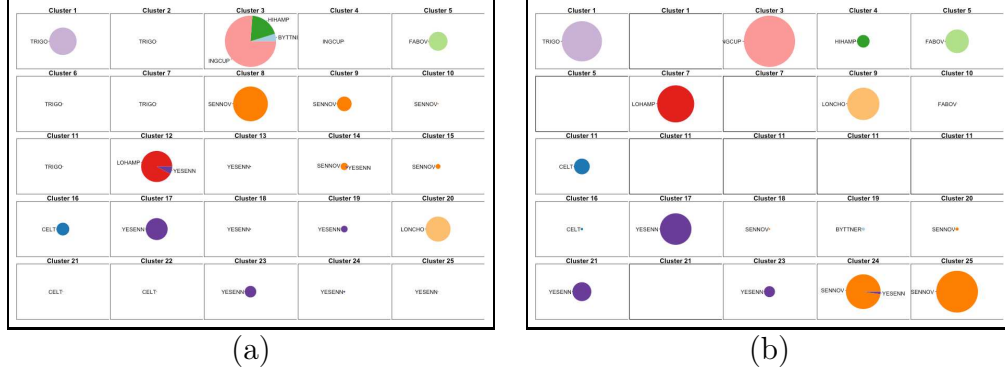 Cluster 1 Cluster 2 Cluster 3 Cluster 4 Cluster 5
TRIGO TRIGO HIHAMP BYTTNE INGCUP INGCUP FABOV
Cluster 6 Cluster 7 Cluster 8 Cluster 9 Cluster 10
TRIGO TRIGO SENNOV SENNOV SENNOV
Cluster 11 Cluster 12 Cluster 13 Cluster 14 Cluster 15
TRIGO LOHAMP YESENN YESENN SENNOV YESENN SENNOV
Cluster 16 Cluster 17 Cluster 18 Cluster 19 Cluster 20
CELT YESENN YESENN YESENN LONCHO
Cluster 21 Cluster 22 Cluster 23 Cluster 24 Cluster 25
CELT CELT YESENN YESENN YESENN
(a)
Cluster 1 Cluster 1 Cluster 3 Cluster 4 Cluster 5
TRIGO NGCUP HIHAMP FABOV
Cluster 5 Cluster 7 Cluster 7 Cluster 9 Cluster 10
LOHAMP LONCHO FABOV
Cluster 11 Cluster 11 Cluster 11 Cluster 11 Cluster 11
CELT
Cluster 16 Cluster 17 Cluster 18 Cluster 19 Cluster 20
CELT YESENN SENNOV BYTTNER SENNOV
Cluster 21 Cluster 21 Cluster 23 Cluster 24 Cluster 25
YESENN YESENN SENNOV YESENN SENNOV
(b)